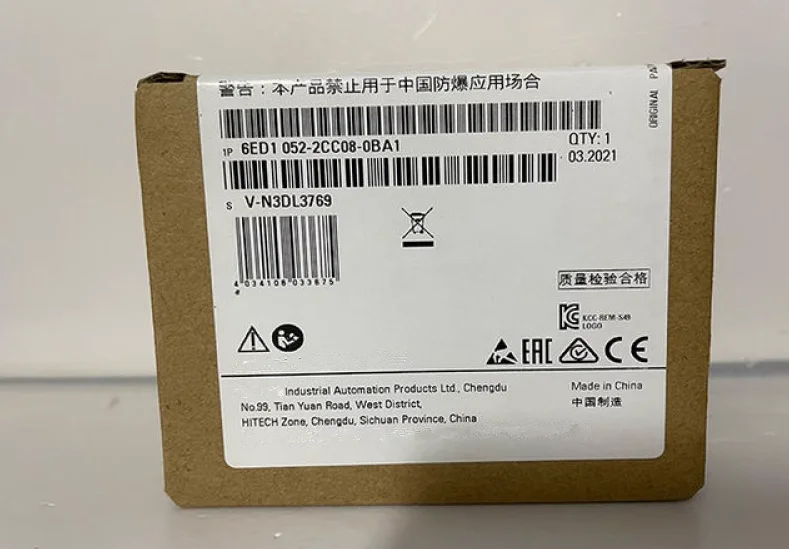 警告：本产品禁止用于中国防爆应用场合
ORIGINAL
1P 6ED1 052-2CC08-0BA1
QTY: 1
03.2021
S V-N3DL3769
4 034106 033675
#
质量检验合格
KCC-REM-S49
LOGO
EAC CE
Industrial Automation Products Ltd., Chengdu
No.99, Tian Yuan Road, West District,
HITECH Zone, Chengdu, Sichuan Province, China
Made in China
中国制造